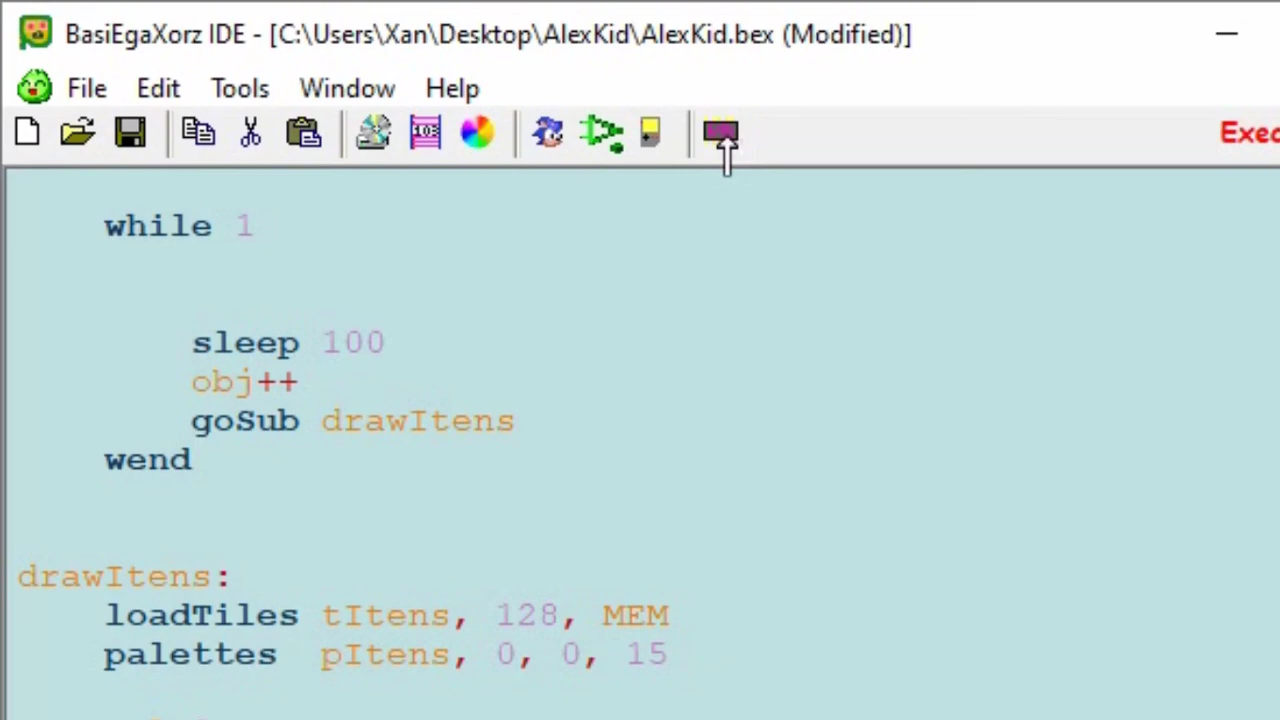 BasiEgaXorz IDE - [C:\Users\Xan\Desktop\AlexKid\AlexKid.bex (Modified)]
File Edit Tools Window Help
while 1
sleep 100
obj++
goSub drawItens
wend
drawItens:
loadTiles tItens, 128, MEM
palettes pItens, 0, 0, 15